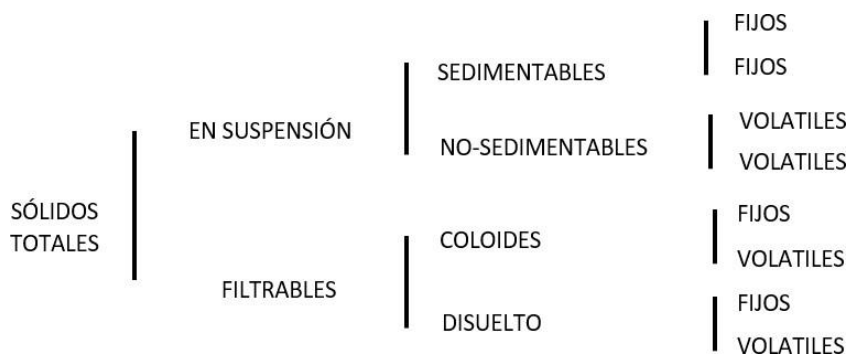 SÓLIDOS
TOTALES
EN SUSPENSIÓN
SEDIMENTABLES
FIJOS
FIJOS
NO-SEDIMENTABLES
VOLATILES
VOLATILES
FILTRABLES
COLOIDES
FIJOS
VOLATILES
DISUELTO
FIJOS
VOLATILES